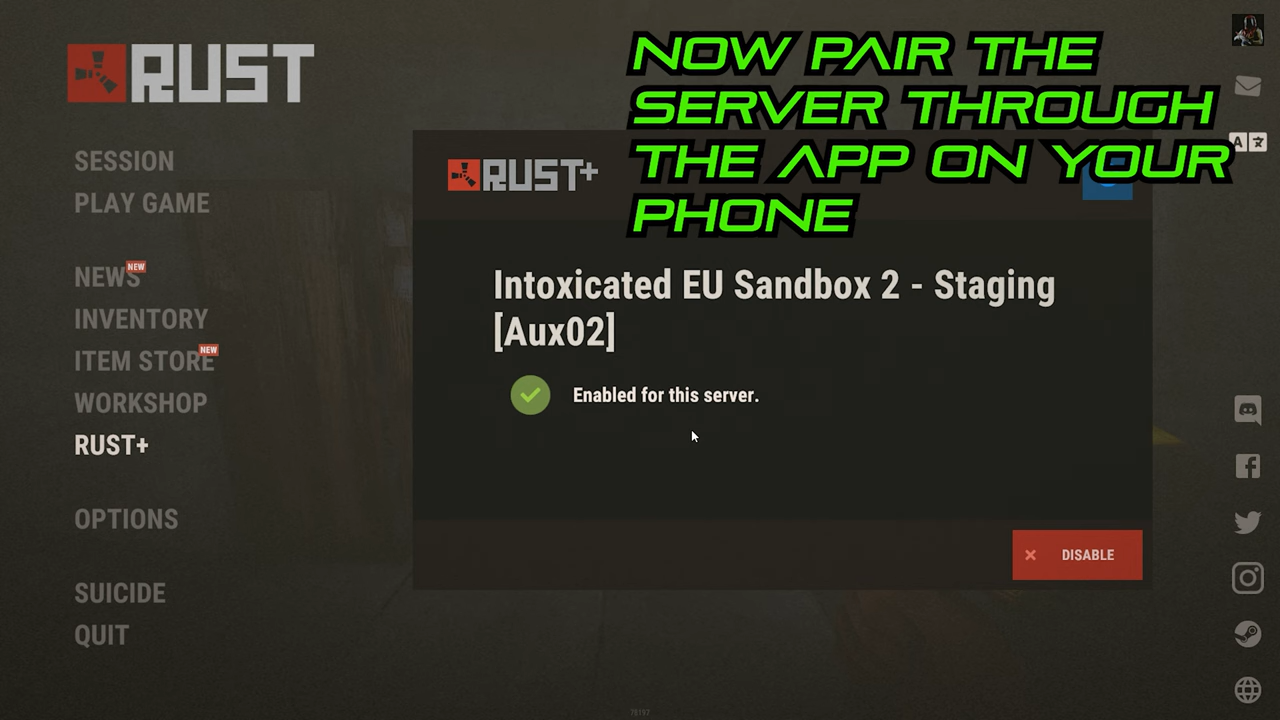 RUST
NOW PAIR THE
SERVER THROUGH
THE APP ON YOUR
PHONE
SESSION
PLAY GAME
NEWS NEW
INVENTORY
ITEM STORE NEW
WORKSHOP
RUST+
OPTIONS
SUICIDE
QUIT
RUST+
Intoxicated EU Sandbox 2 - Staging
[Aux02]
Enabled for this server.
× DISABLE
A 文